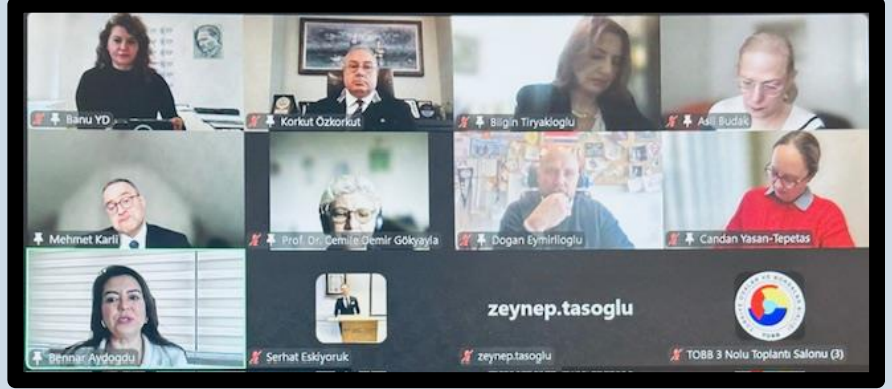 Banu YD
Korkut Özkorkut
Bilgin Tiryakioglu
Asli Budak
Mehmet Karli
Prof. Dr. Cemile Demir Gökyayla
Dogan Eymirlioglu
Candan Yasan-Tepetas
Bennar Aydogdu
Serhat Eskiyoruk
zeynep.tasoglu
zeynep.tasoglu
TOBB 3 Nolu Toplantı Salonu (3)